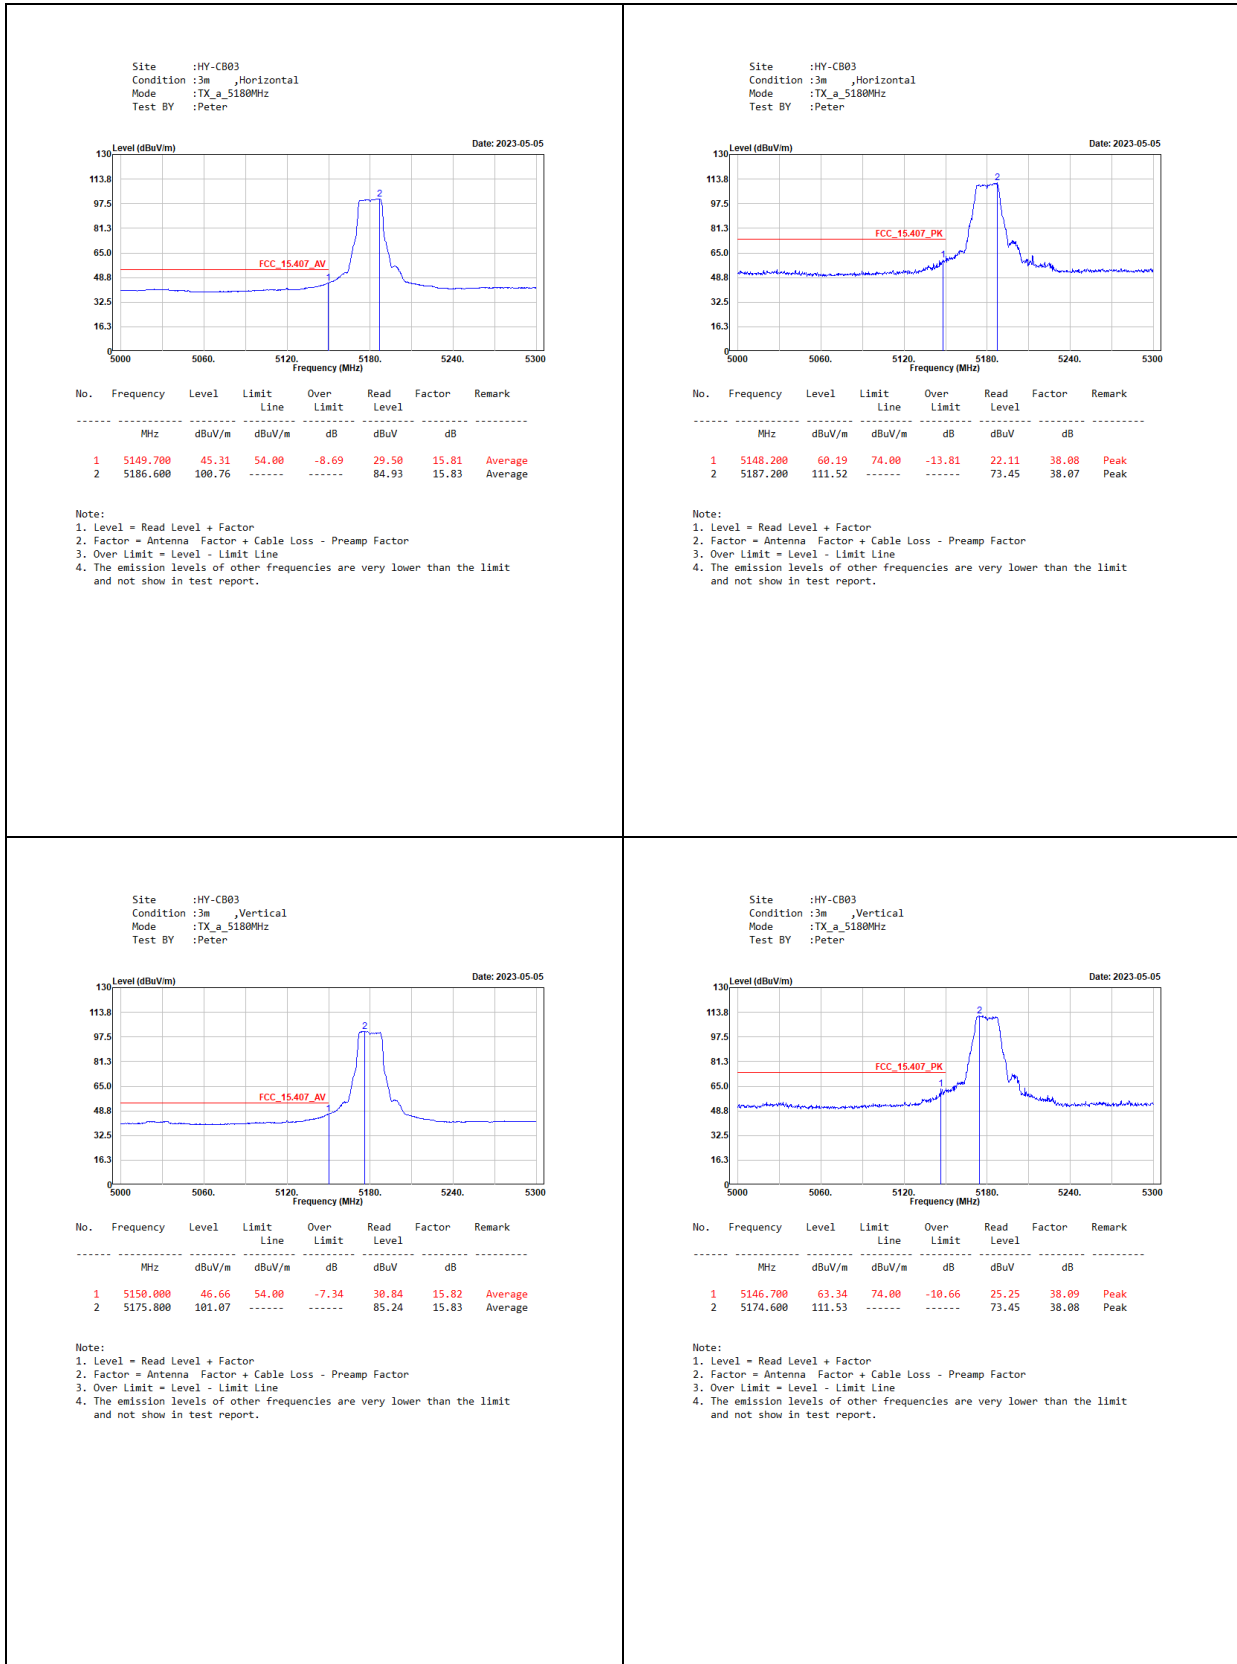 Site      :HY-CB03
Condition :3m    ,Horizontal
Mode      :TX_a_5180MHz
Test BY   :Peter
Level (dBuV/m)
Date: 2023-05-05
130
113.8
97.5
81.3
65.0
48.8
32.5
16.3
0
FCC_15.407_AV
1
2
5000 5060. 5120. 5180. 5240. 5300
Frequency (MHz)
No. Frequency Level Limit Over Read Factor Remark
Line Limit Level
------ ----------- -------- --------- -------- -------- -------- ---------
MHz dBuV/m dBuV/m dB dBuV dB
1 5149.700 45.31 54.00 -8.69 29.50 15.81 Average
2 5186.600 100.76 ------ ------ 84.93 15.83 Average
Note:
1. Level = Read Level + Factor
2. Factor = Antenna  Factor + Cable Loss - Preamp Factor
3. Over Limit = Level - Limit Line
4. The emission levels of other frequencies are very lower than the limit
and not show in test report.
Site      :HY-CB03
Condition :3m    ,Horizontal
Mode      :TX_a_5180MHz
Test BY   :Peter
Level (dBuV/m)
Date: 2023-05-05
130
113.8
97.5
81.3
65.0
48.8
32.5
16.3
0
FCC_15.407_PK
1
2
5000 5060. 5120. 5180. 5240. 5300
Frequency (MHz)
No. Frequency Level Limit Over Read Factor Remark
Line Limit Level
------ ----------- -------- --------- -------- -------- -------- ---------
MHz dBuV/m dBuV/m dB dBuV dB
1 5148.200 60.19 74.00 -13.81 22.11 38.08 Peak
2 5187.200 111.52 ------ ------ 73.45 38.07 Peak
Note:
1. Level = Read Level + Factor
2. Factor = Antenna  Factor + Cable Loss - Preamp Factor
3. Over Limit = Level - Limit Line
4. The emission levels of other frequencies are very lower than the limit
and not show in test report.
Site      :HY-CB03
Condition :3m    ,Vertical
Mode      :TX_a_5180MHz
Test BY   :Peter
Level (dBuV/m)
Date: 2023-05-05
130
113.8
97.5
81.3
65.0
48.8
32.5
16.3
0
FCC_15.407_AV
1
2
5000 5060. 5120. 5180. 5240. 5300
Frequency (MHz)
No. Frequency Level Limit Over Read Factor Remark
Line Limit Level
------ ----------- -------- --------- -------- -------- -------- ---------
MHz dBuV/m dBuV/m dB dBuV dB
1 5150.000 46.66 54.00 -7.34 30.84 15.82 Average
2 5175.800 101.07 ------ ------ 85.24 15.83 Average
Note:
1. Level = Read Level + Factor
2. Factor = Antenna  Factor + Cable Loss - Preamp Factor
3. Over Limit = Level - Limit Line
4. The emission levels of other frequencies are very lower than the limit
and not show in test report.
Site      :HY-CB03
Condition :3m    ,Vertical
Mode      :TX_a_5180MHz
Test BY   :Peter
Level (dBuV/m)
Date: 2023-05-05
130
113.8
97.5
81.3
65.0
48.8
32.5
16.3
0
FCC_15.407_PK
1
2
5000 5060. 5120. 5180. 5240. 5300
Frequency (MHz)
No. Frequency Level Limit Over Read Factor Remark
Line Limit Level
------ ----------- -------- --------- -------- -------- -------- ---------
MHz dBuV/m dBuV/m dB dBuV dB
1 5146.700 63.34 74.00 -10.66 25.25 38.09 Peak
2 5174.600 111.53 ------ ------ 73.45 38.08 Peak
Note:
1. Level = Read Level + Factor
2. Factor = Antenna  Factor + Cable Loss - Preamp Factor
3. Over Limit = Level - Limit Line
4. The emission levels of other frequencies are very lower than the limit
and not show in test report.